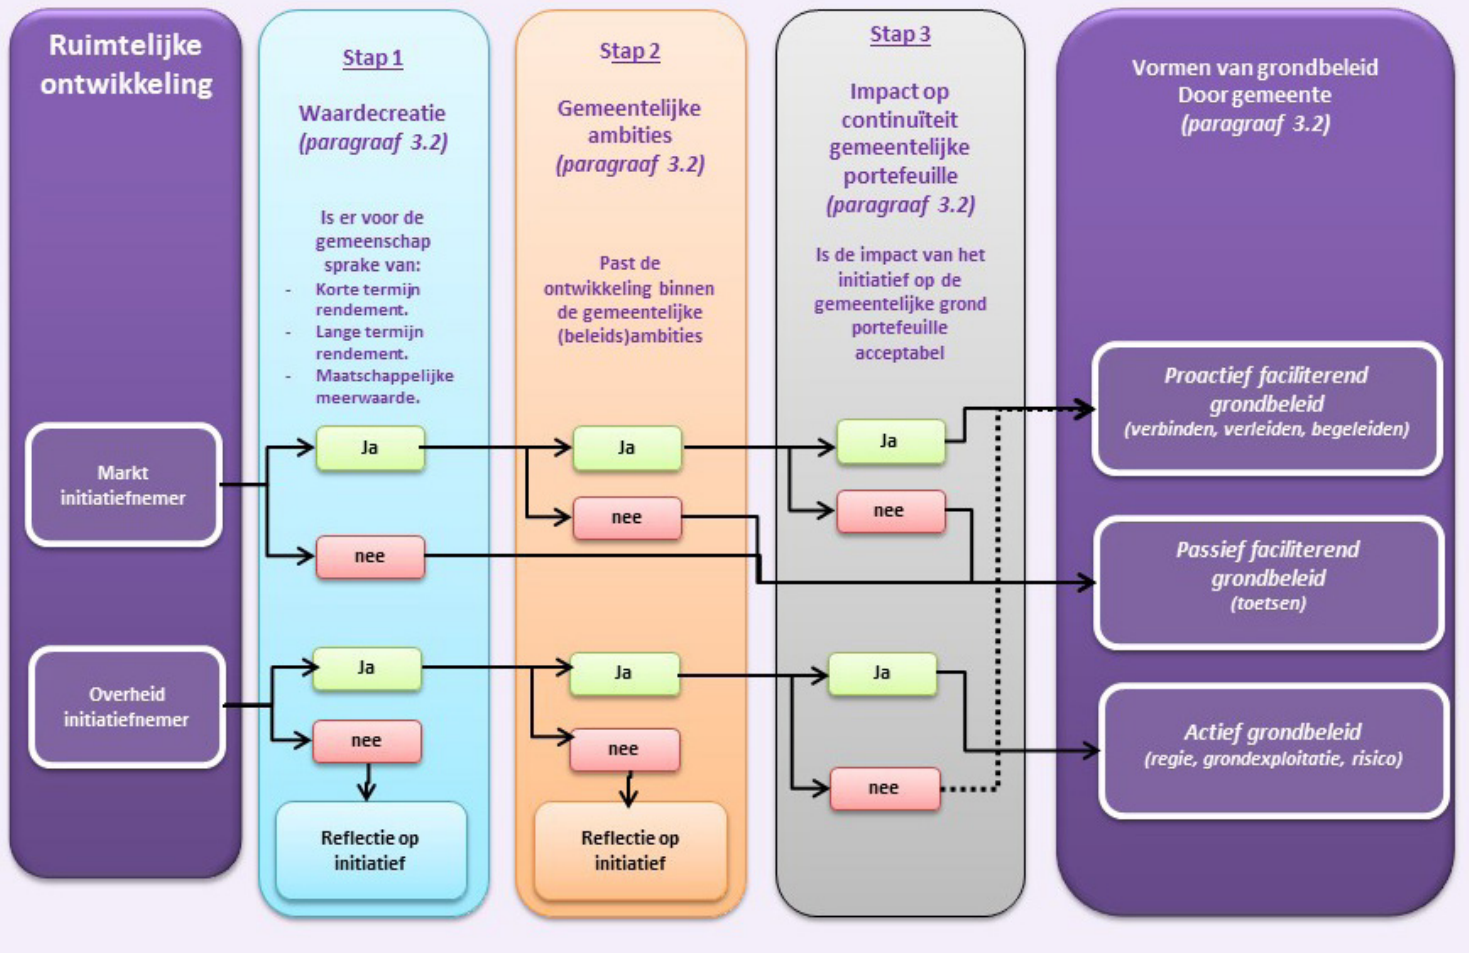 Ruimtelijke
ontwikkeling
Markt
initiatiefnemer
Overheid
initiatiefnemer
Stap 1
Waardecreatie
(paragraaf 3.2)
Is er voor de
gemeenschap
sprake van:
- Korte termijn
rendement.
- Lange termijn
rendement.
- Maatschappelijke
meerwaarde.
Ja
nee
Ja
nee
Reflectie op
initiatief
Stap 2
Gemeentelijke
ambities
(paragraaf 3.2)
Past de
ontwikkeling binnen
de gemeentelijke
(beleids)ambities
Ja
nee
Ja
nee
Reflectie op
initiatief
Stap 3
Impact op
continuïteit
gemeentelijke
portefeuille
(paragraaf 3.2)
Is de impact van het
initiatief op de
gemeentelijke grond
portefeuille
acceptabel
Ja
nee
Ja
nee
Vormen van grondbeleid
Door gemeente
(paragraaf 3.2)
Proactief faciliterend
grondbeleid
(verbinden, verleiden, begeleiden)
Passief faciliterend
grondbeleid
(toetsen)
Actief grondbeleid
(regie, grondexploitatie, risico)